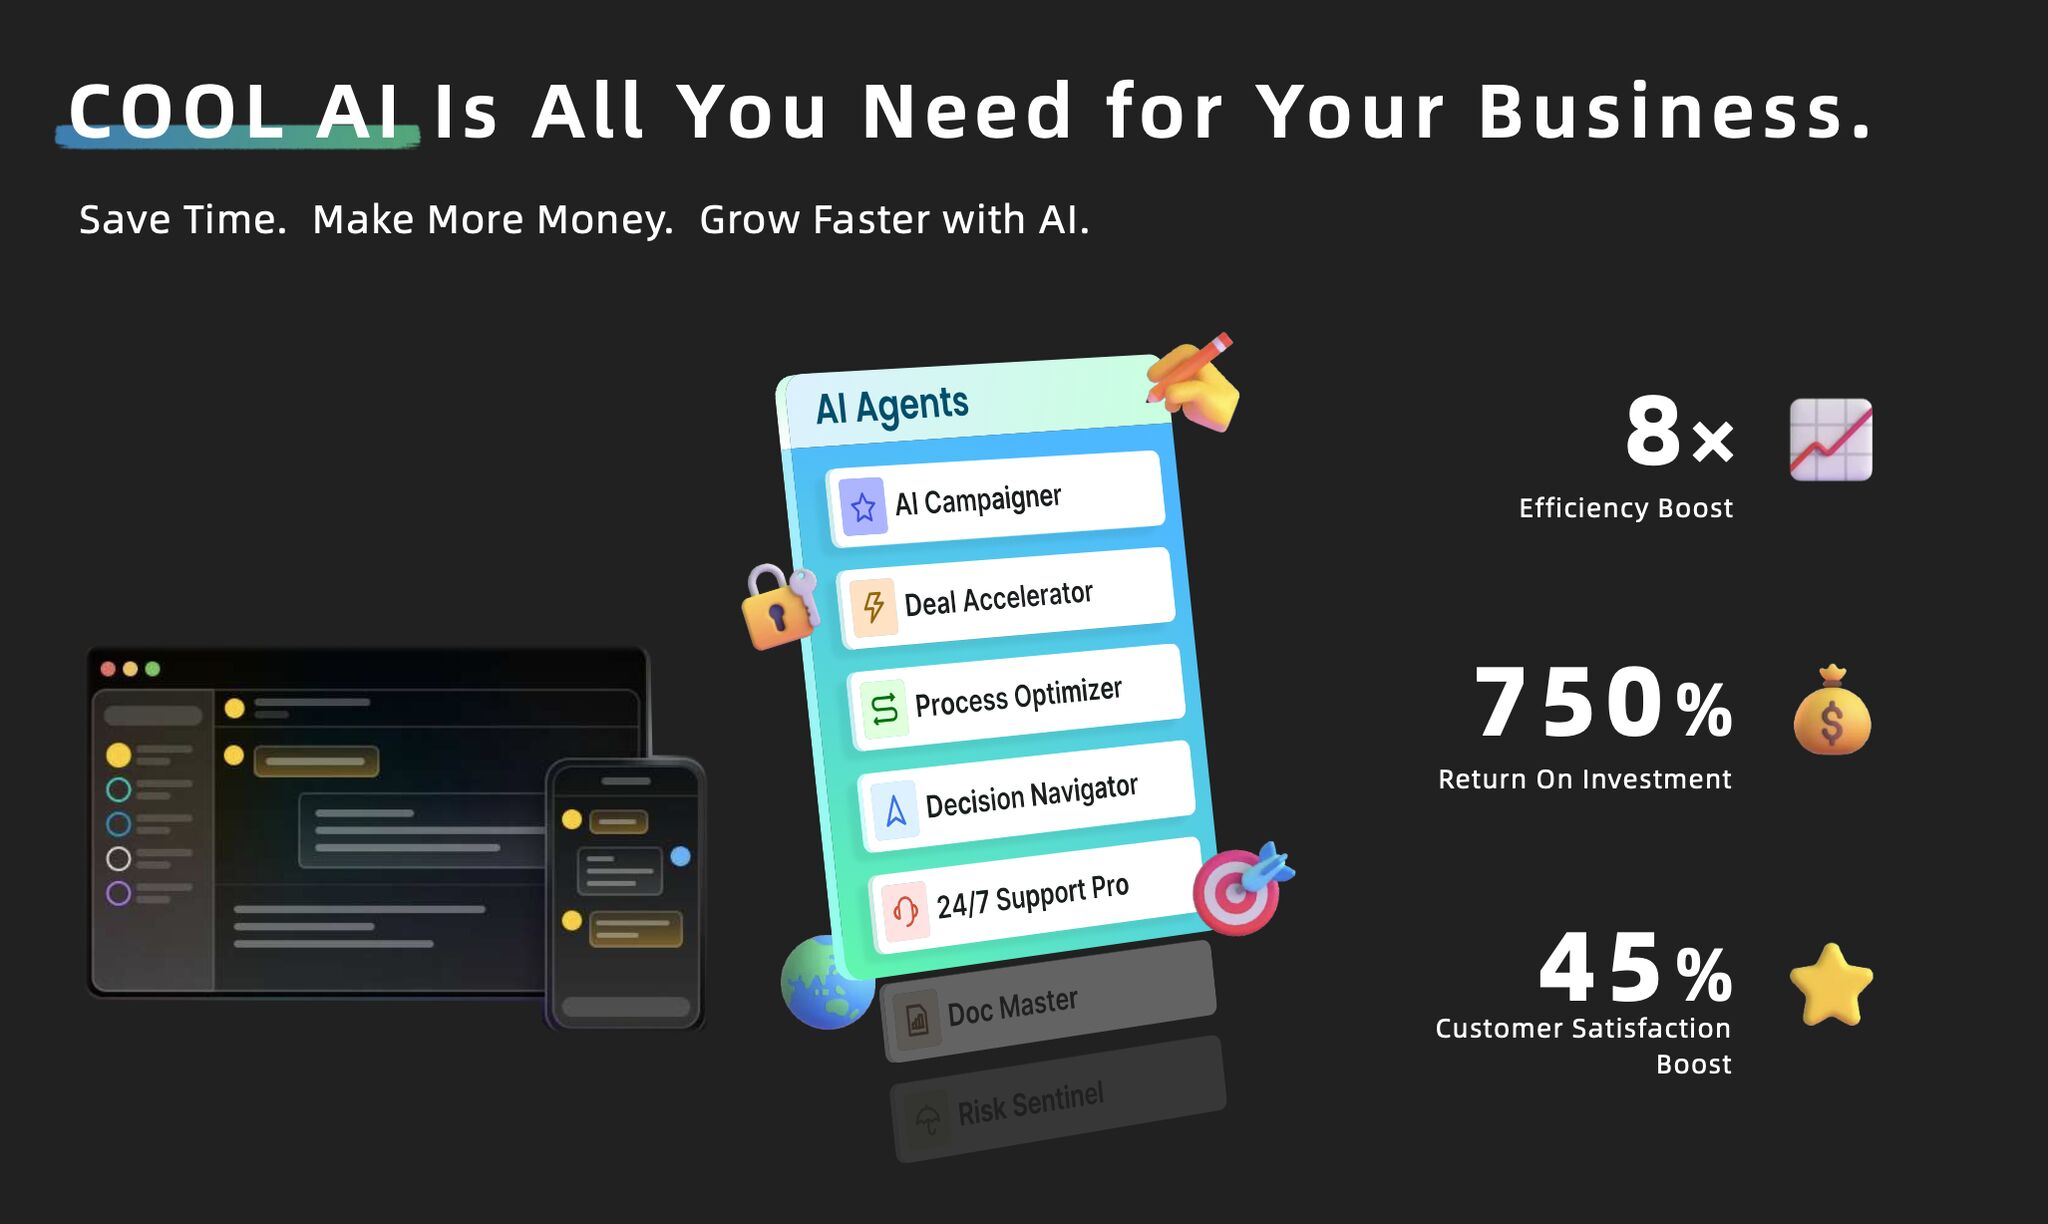 COOL AI Is All You Need for Your Business.
Save Time. Make More Money. Grow Faster with AI.
AI Agents
AI Campaigner
Deal Accelerator
Process Optimizer
Decision Navigator
24/7 Support Pro
Doc Master
Risk Sentinel
8×
Efficiency Boost
750%
Return On Investment
45%
Customer Satisfaction
Boost